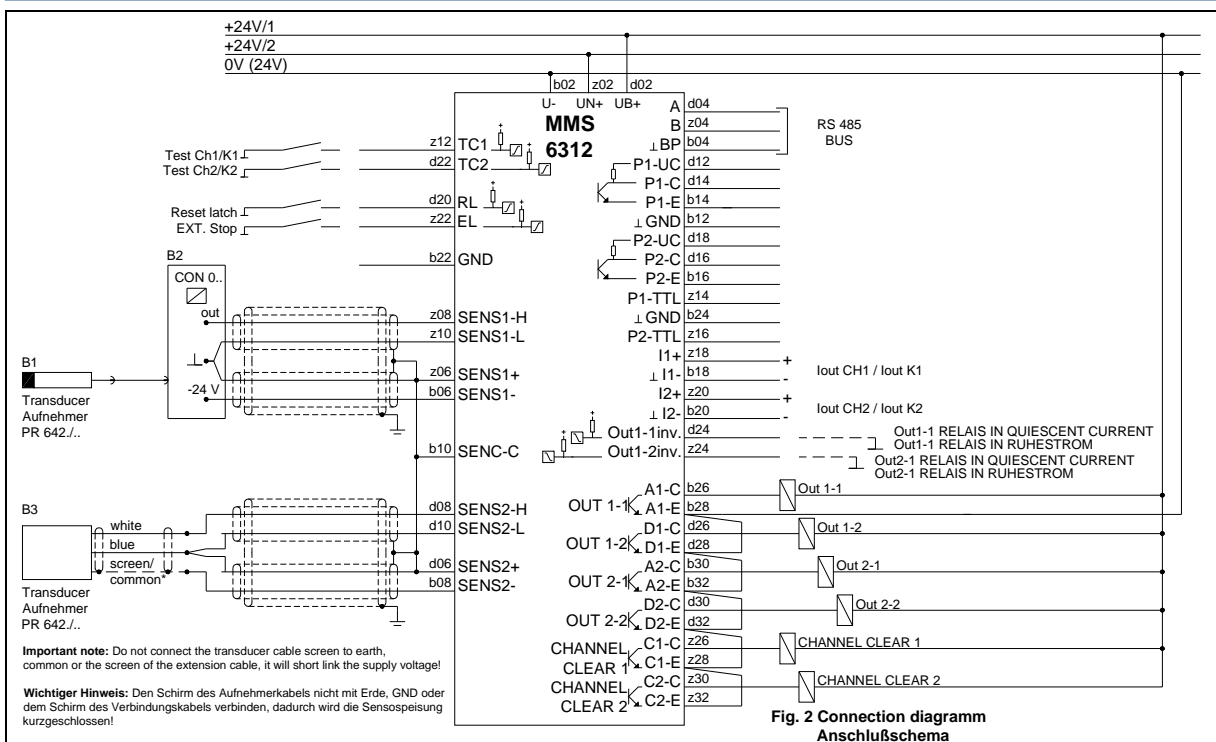 +24V/1
+24V/2
0V (24V)
b02 z02 d02
U- UN+ UB+
MMS
6312
Test Ch1/K1
Test Ch2/K2
Reset latch
EXT. Stop
z12 TC1
d22 TC2
d20 RL
z22 EL
b22 GND
B2
CON 0..
out
-24 V
z08 SENS1-H
z10 SENS1-L
z06 SENS1+
b06 SENS1-
b10 SENC-C
B1
Transducer
Aufnehmer
PR 642./..
B3
white
blue
screen/
common*
Transducer
Aufnehmer
PR 642./..
d08 SENS2-H
d10 SENS2-L
d06 SENS2+
b08 SENS2-
A d04
B z04
⊥ BP b04
RS 485
BUS
P1-UC d12
P1-C d14
P1-E b14
⊥ GND b12
P2-UC d18
P2-C d16
P2-E b16
P1-TTL z14
⊥ GND b24
P2-TTL z16
I1+ z18 +
⊥ I1- b18 -
Iout CH1 / Iout K1
I2+ z20 +
⊥ I2- b20 -
Iout CH2 / Iout K2
Out1-1inv. d24
Out1-2inv. z24
Out1-1 RELAIS IN QUIESCENT CURRENT
Out1-1 RELAIS IN RUHESTROM
Out2-1 RELAIS IN QUIESCENT CURRENT
Out2-1 RELAIS IN RUHESTROM
OUT 1-1 A1-C b26 Out 1-1
A1-E b28
OUT 1-2 D1-C d26 Out 1-2
D1-E d28
OUT 2-1 A2-C b30 Out 2-1
A2-E b32
OUT 2-2 D2-C d30 Out 2-2
D2-E d32
CHANNEL CLEAR 1 C1-C z26 CHANNEL CLEAR 1
C1-E z28
CHANNEL CLEAR 2 C2-C z30 CHANNEL CLEAR 2
C2-E z32
Important note: Do not connect the transducer cable screen to earth,
common or the screen of the extension cable, it will short link the supply voltage!
Wichtiger Hinweis: Den Schirm des Aufnehmerkabels nicht mit Erde, GND oder
dem Schirm des Verbindungskabels verbinden, dadurch wird die Sensospeisung
kurzgeschlossen!
Fig. 2 Connection diagramm
Anschlußschema